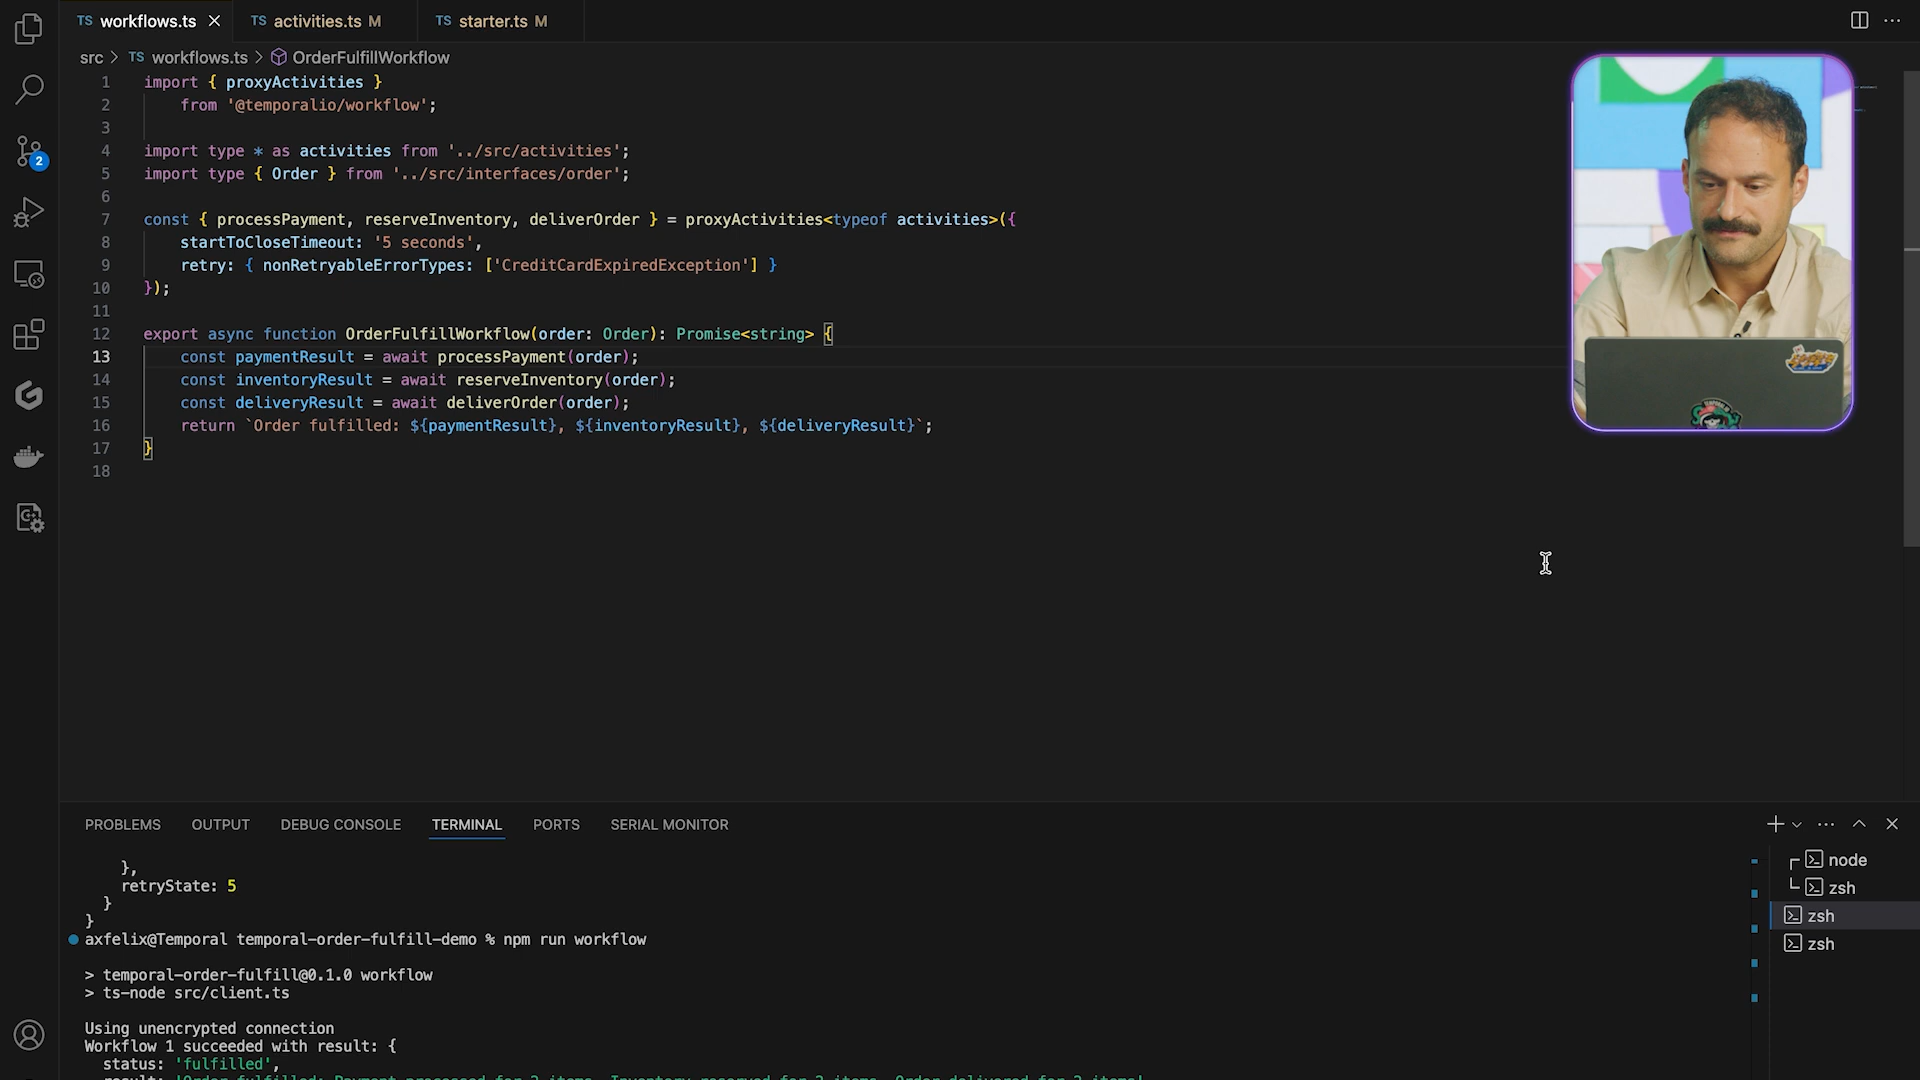 TS workflows.ts
TS activities.ts M
TS starter.ts M
src > TS workflows.ts > OrderFulfillWorkflow
1 import { proxyActivities }
2 from '@temporalio/workflow';
3
4 import type * as activities from '../src/activities';
5 import type { Order } from '../src/interfaces/order';
6
7 const { processPayment, reserveInventory, deliverOrder } = proxyActivities<typeof activities>({
8 startToCloseTimeout: '5 seconds',
9 retry: { nonRetryableErrorTypes: ['CreditCardExpiredException'] }
10 });
11
12 export async function OrderFulfillWorkflow(order: Order): Promise<string> {
13 const paymentResult = await processPayment(order);
14 const inventoryResult = await reserveInventory(order);
15 const deliveryResult = await deliverOrder(order);
16 return `Order fulfilled: ${paymentResult}, ${inventoryResult}, ${deliveryResult}`;
17 }
18
2
PROBLEMS OUTPUT DEBUG CONSOLE TERMINAL PORTS SERIAL MONITOR
},
retryState: 5
}
}
axfelix@Temporal temporal-order-fulfill-demo % npm run workflow
> temporal-order-fulfill@0.1.0 workflow
> ts-node src/client.ts
Using unencrypted connection
Workflow 1 succeeded with result: {
status: 'fulfilled',
node
zsh
zsh
zsh